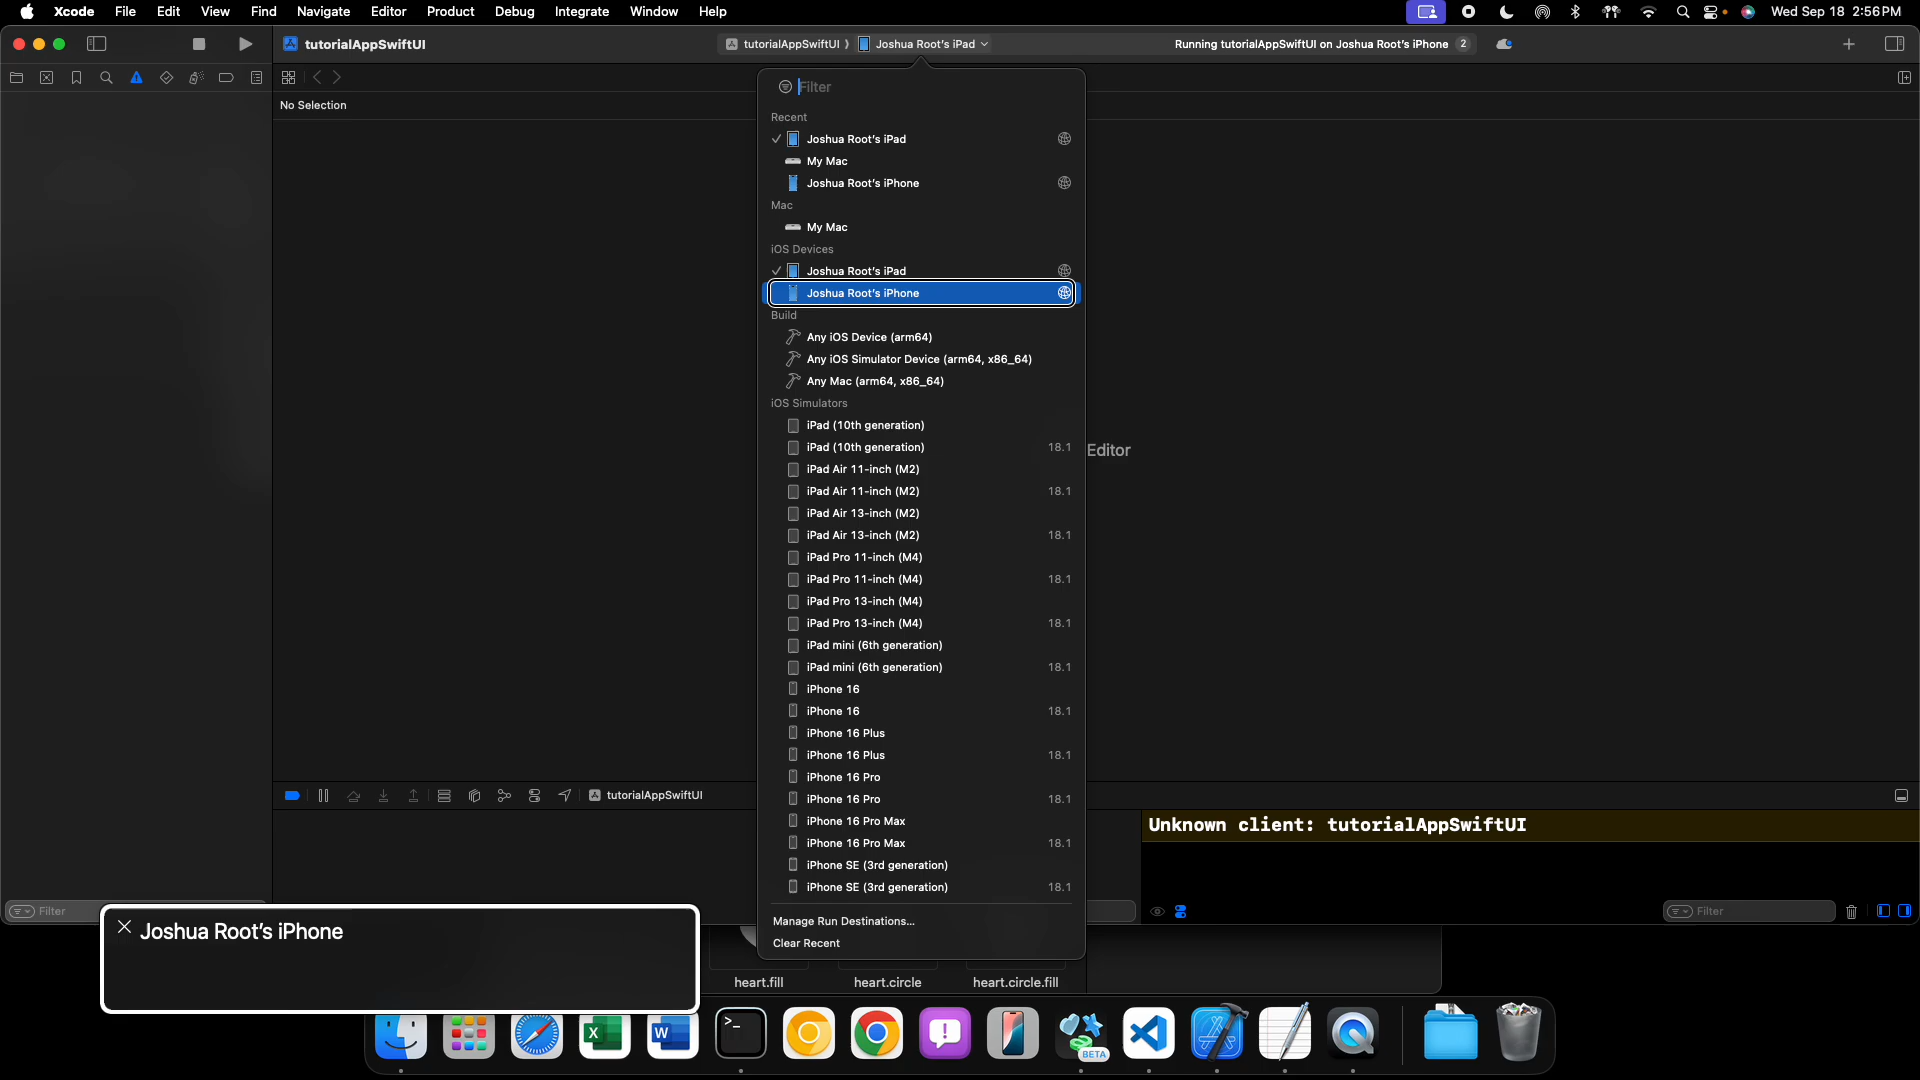 Xcode File Edit View Find Navigate Editor Product Debug Integrate Window Help Wed Sep 18 2:56 PM
tutorialAppSwiftUI tutorialAppSwiftUI Joshua Root's iPad Running tutorialAppSwiftUI on Joshua Root's iPhone 2
No Selection
Filter
Recent
Joshua Root's iPad
My Mac
Joshua Root's iPhone
Mac
My Mac
iOS Devices
Joshua Root's iPad
Joshua Root's iPhone
Build
Any iOS Device (arm64)
Any iOS Simulator Device (arm64, x86_64)
Any Mac (arm64, x86_64)
iOS Simulators
iPad (10th generation)
iPad (10th generation) 18.1
iPad Air 11-inch (M2)
iPad Air 11-inch (M2) 18.1
iPad Air 13-inch (M2)
iPad Air 13-inch (M2) 18.1
iPad Pro 11-inch (M4)
iPad Pro 11-inch (M4) 18.1
iPad Pro 13-inch (M4)
iPad Pro 13-inch (M4) 18.1
iPad mini (6th generation)
iPad mini (6th generation) 18.1
iPhone 16
iPhone 16 18.1
iPhone 16 Plus
iPhone 16 Plus 18.1
iPhone 16 Pro
iPhone 16 Pro 18.1
iPhone 16 Pro Max
iPhone 16 Pro Max 18.1
iPhone SE (3rd generation)
iPhone SE (3rd generation) 18.1
Manage Run Destinations...
Clear Recent
Editor
tutorialAppSwiftUI
Unknown client: tutorialAppSwiftUI
Filter
Filter
Joshua Root's iPhone
heart.fill heart.circle heart.circle.fill
BETA